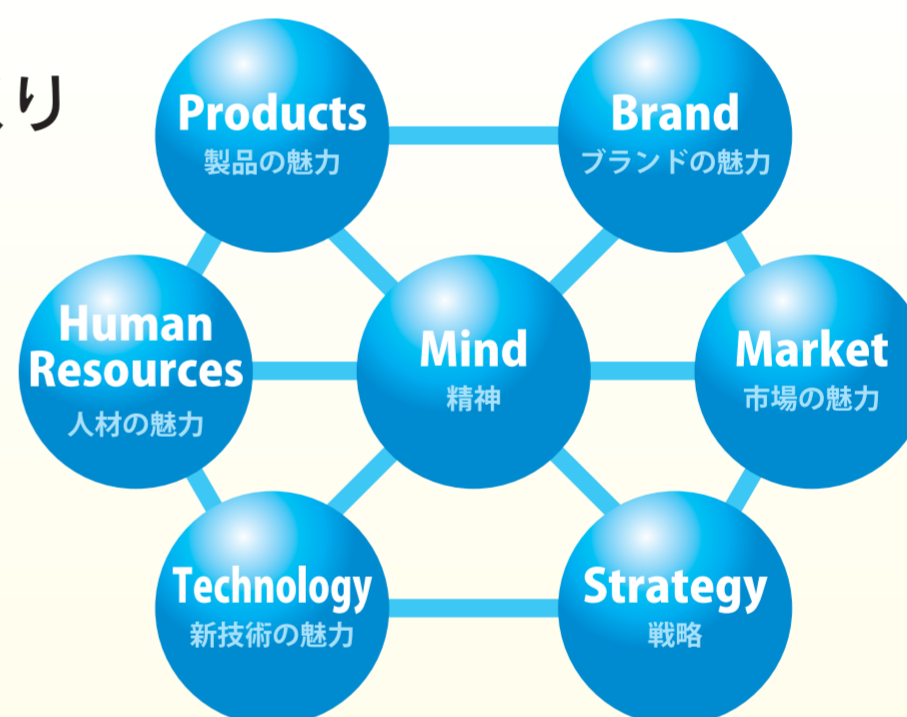 り
Products
製品の魅力
Brand
ブランドの魅力
Human
Resources
人材の魅力
Mind
精神
Market
市場の魅力
Technology
新技術の魅力
Strategy
戦略